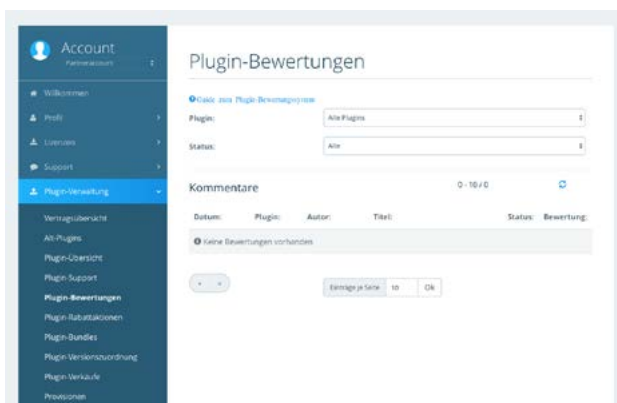 Account
Partneraccount
Willkommen
Profil
Lizenzen
Support
Plugin-Verwaltung
Vertragsübersicht
Alt-Plugins
Plugin-Übersicht
Plugin-Support
Plugin-Bewertungen
Plugin-Rabattaktionen
Plugin-Bundles
Plugin-Versionszuordnung
Plugin-Verkäufe
Provisionen
Plugin-Bewertungen
Guide zum Plugin-Bewertungssystem
Plugin: Alle Plugins
Status: Alle
Kommentare 0 - 10 / 0
Datum: Plugin: Autor: Titel: Status: Bewertung:
Keine Bewertungen vorhanden
« »
Einträge je Seite 10 Ok